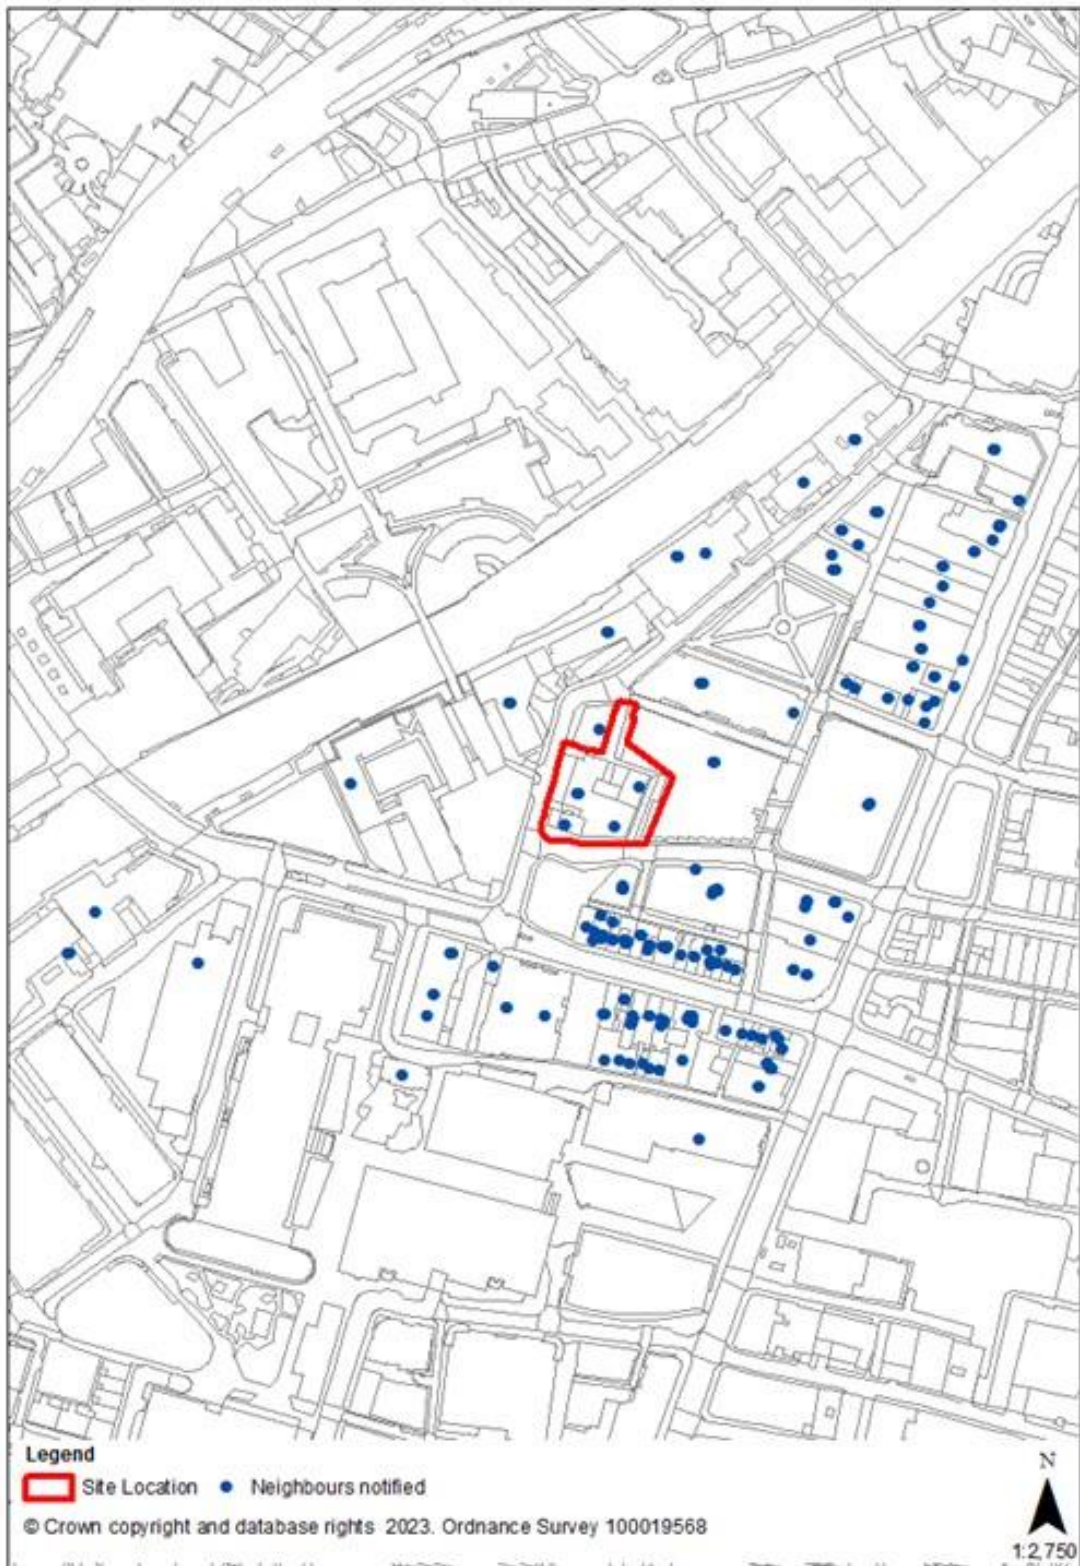 Legend
Site Location
Neighbours notified
© Crown copyright and database rights 2023. Ordnance Survey 100019568
N
1:2,750